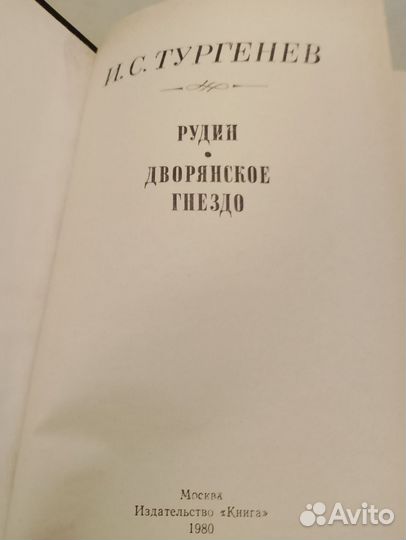 И. С. ТУРГЕНЕВ
РУДИН
•
ДВОРЯНСКОЕ
ГНЕЗДО
Москва
Издательство «Книга»
1980
Avito